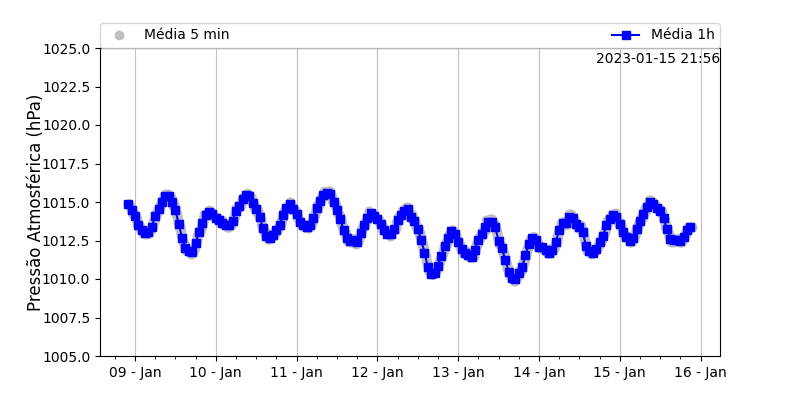 Média 5 min
Média 1h
2023-01-15 21:56
Pressão Atmosférica (hPa)
1025.0
1022.5
1020.0
1017.5
1015.0
1012.5
1010.0
1007.5
1005.0
09 - Jan
10 - Jan
11 - Jan
12 - Jan
13 - Jan
14 - Jan
15 - Jan
16 - Jan